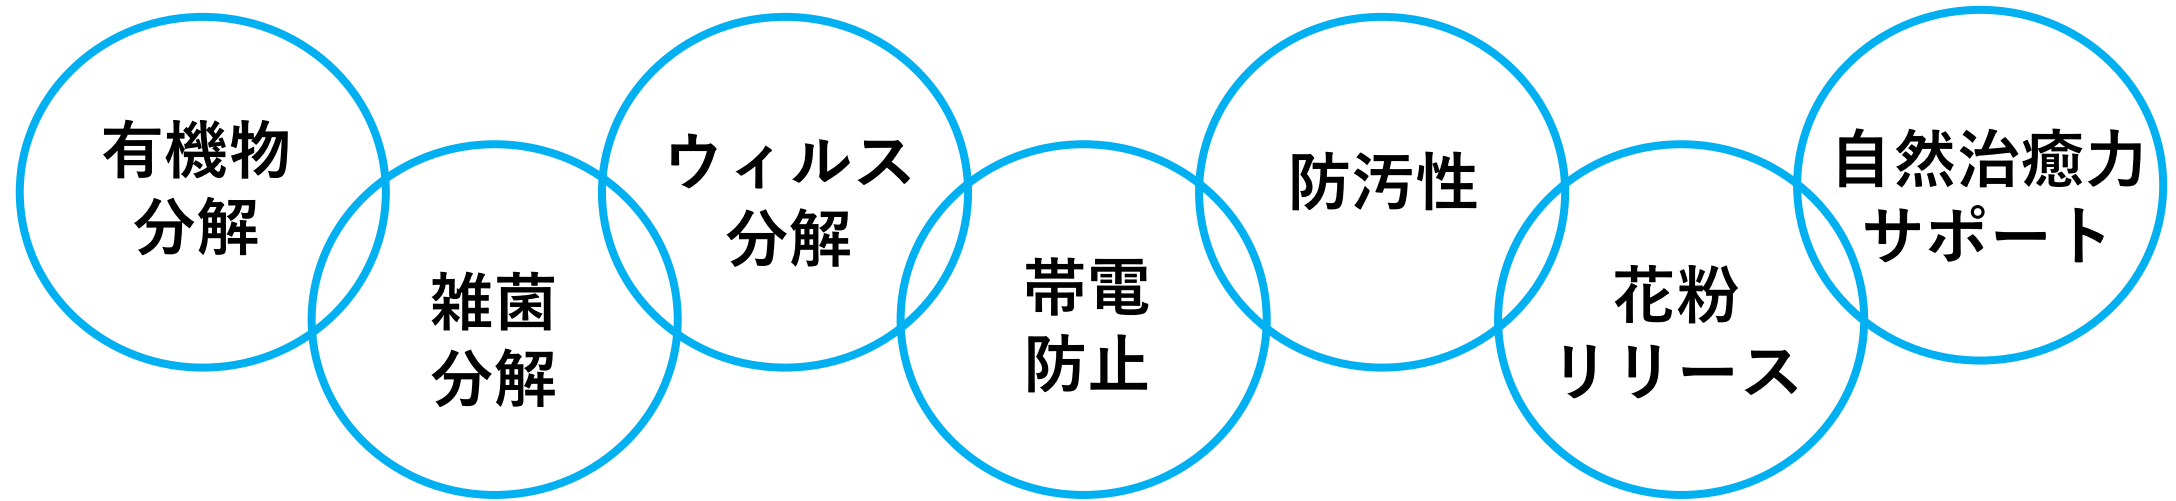 有機物
分解
雑菌
分解
ウィルス
分解
帯電
防止
防汚性
花粉
リリース
自然治癒力
サポート